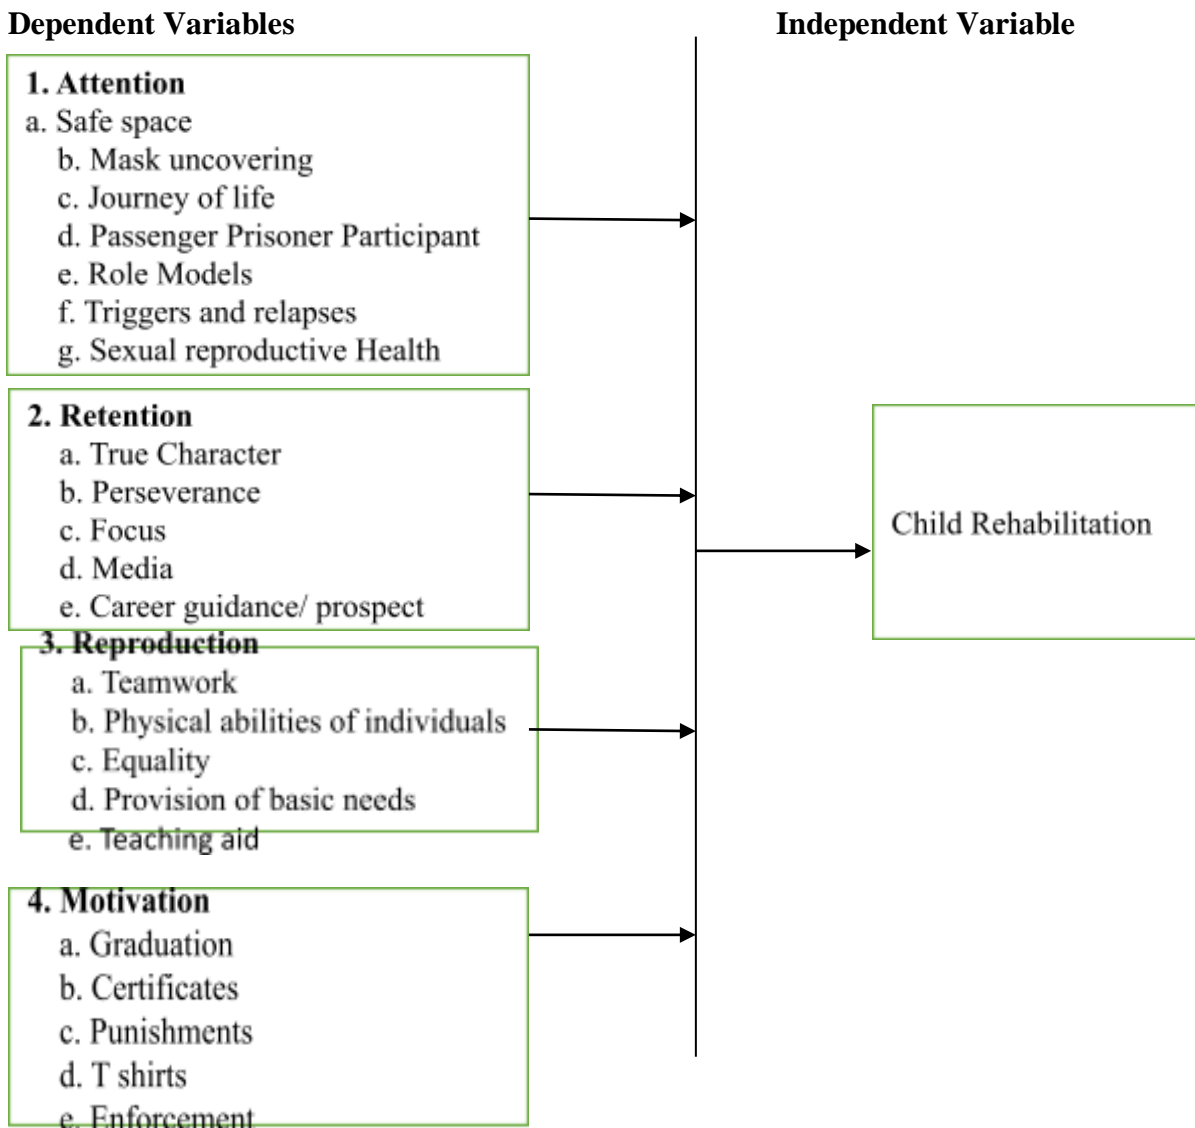 Dependent Variables
Independent Variable
1. Attention
a. Safe space
b. Mask uncovering
c. Journey of life
d. Passenger Prisoner Participant
e. Role Models
f. Triggers and relapses
g. Sexual reproductive Health
2. Retention
a. True Character
b. Perseverance
c. Focus
d. Media
e. Career guidance/ prospect
3. Reproduction
a. Teamwork
b. Physical abilities of individuals
c. Equality
d. Provision of basic needs
e. Teaching aid
4. Motivation
a. Graduation
b. Certificates
c. Punishments
d. T shirts
e. Enforcement
Child Rehabilitation